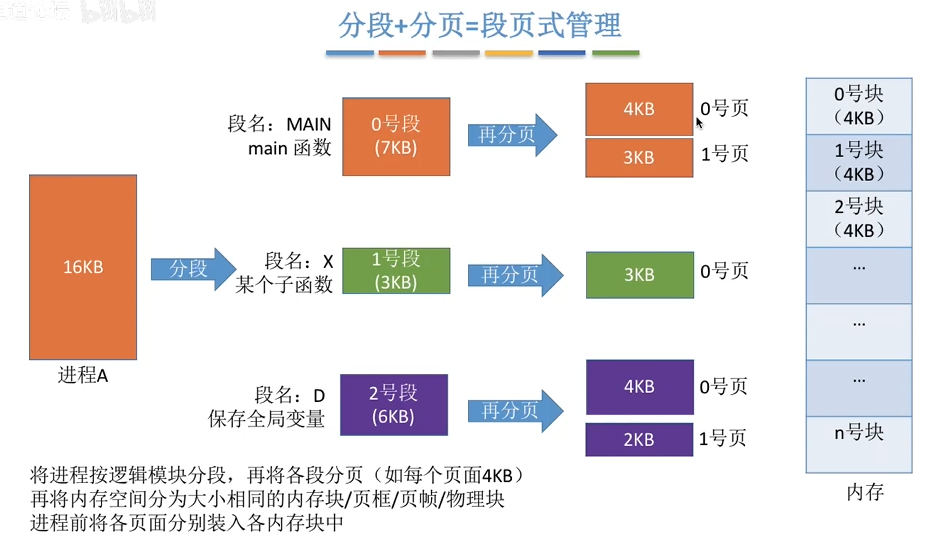 分段+分页=段页式管理
段名：MAIN
main 函数
0号段
(7KB)
再分页
4KB
0号页
3KB
1号页
16KB
进程A
分段
段名：X
某个子函数
1号段
(3KB)
再分页
3KB
0号页
段名：D
保存全局变量
2号段
(6KB)
再分页
4KB
0号页
2KB
1号页
0号块
（4KB）
1号块
（4KB）
2号块
（4KB）
...
...
...
n号块
内存
将进程按逻辑模块分段，再将各段分页（如每个页面4KB）
再将内存空间分为大小相同的内存块/页框/页帧/物理块
进程前将各页面分别装入各内存块中